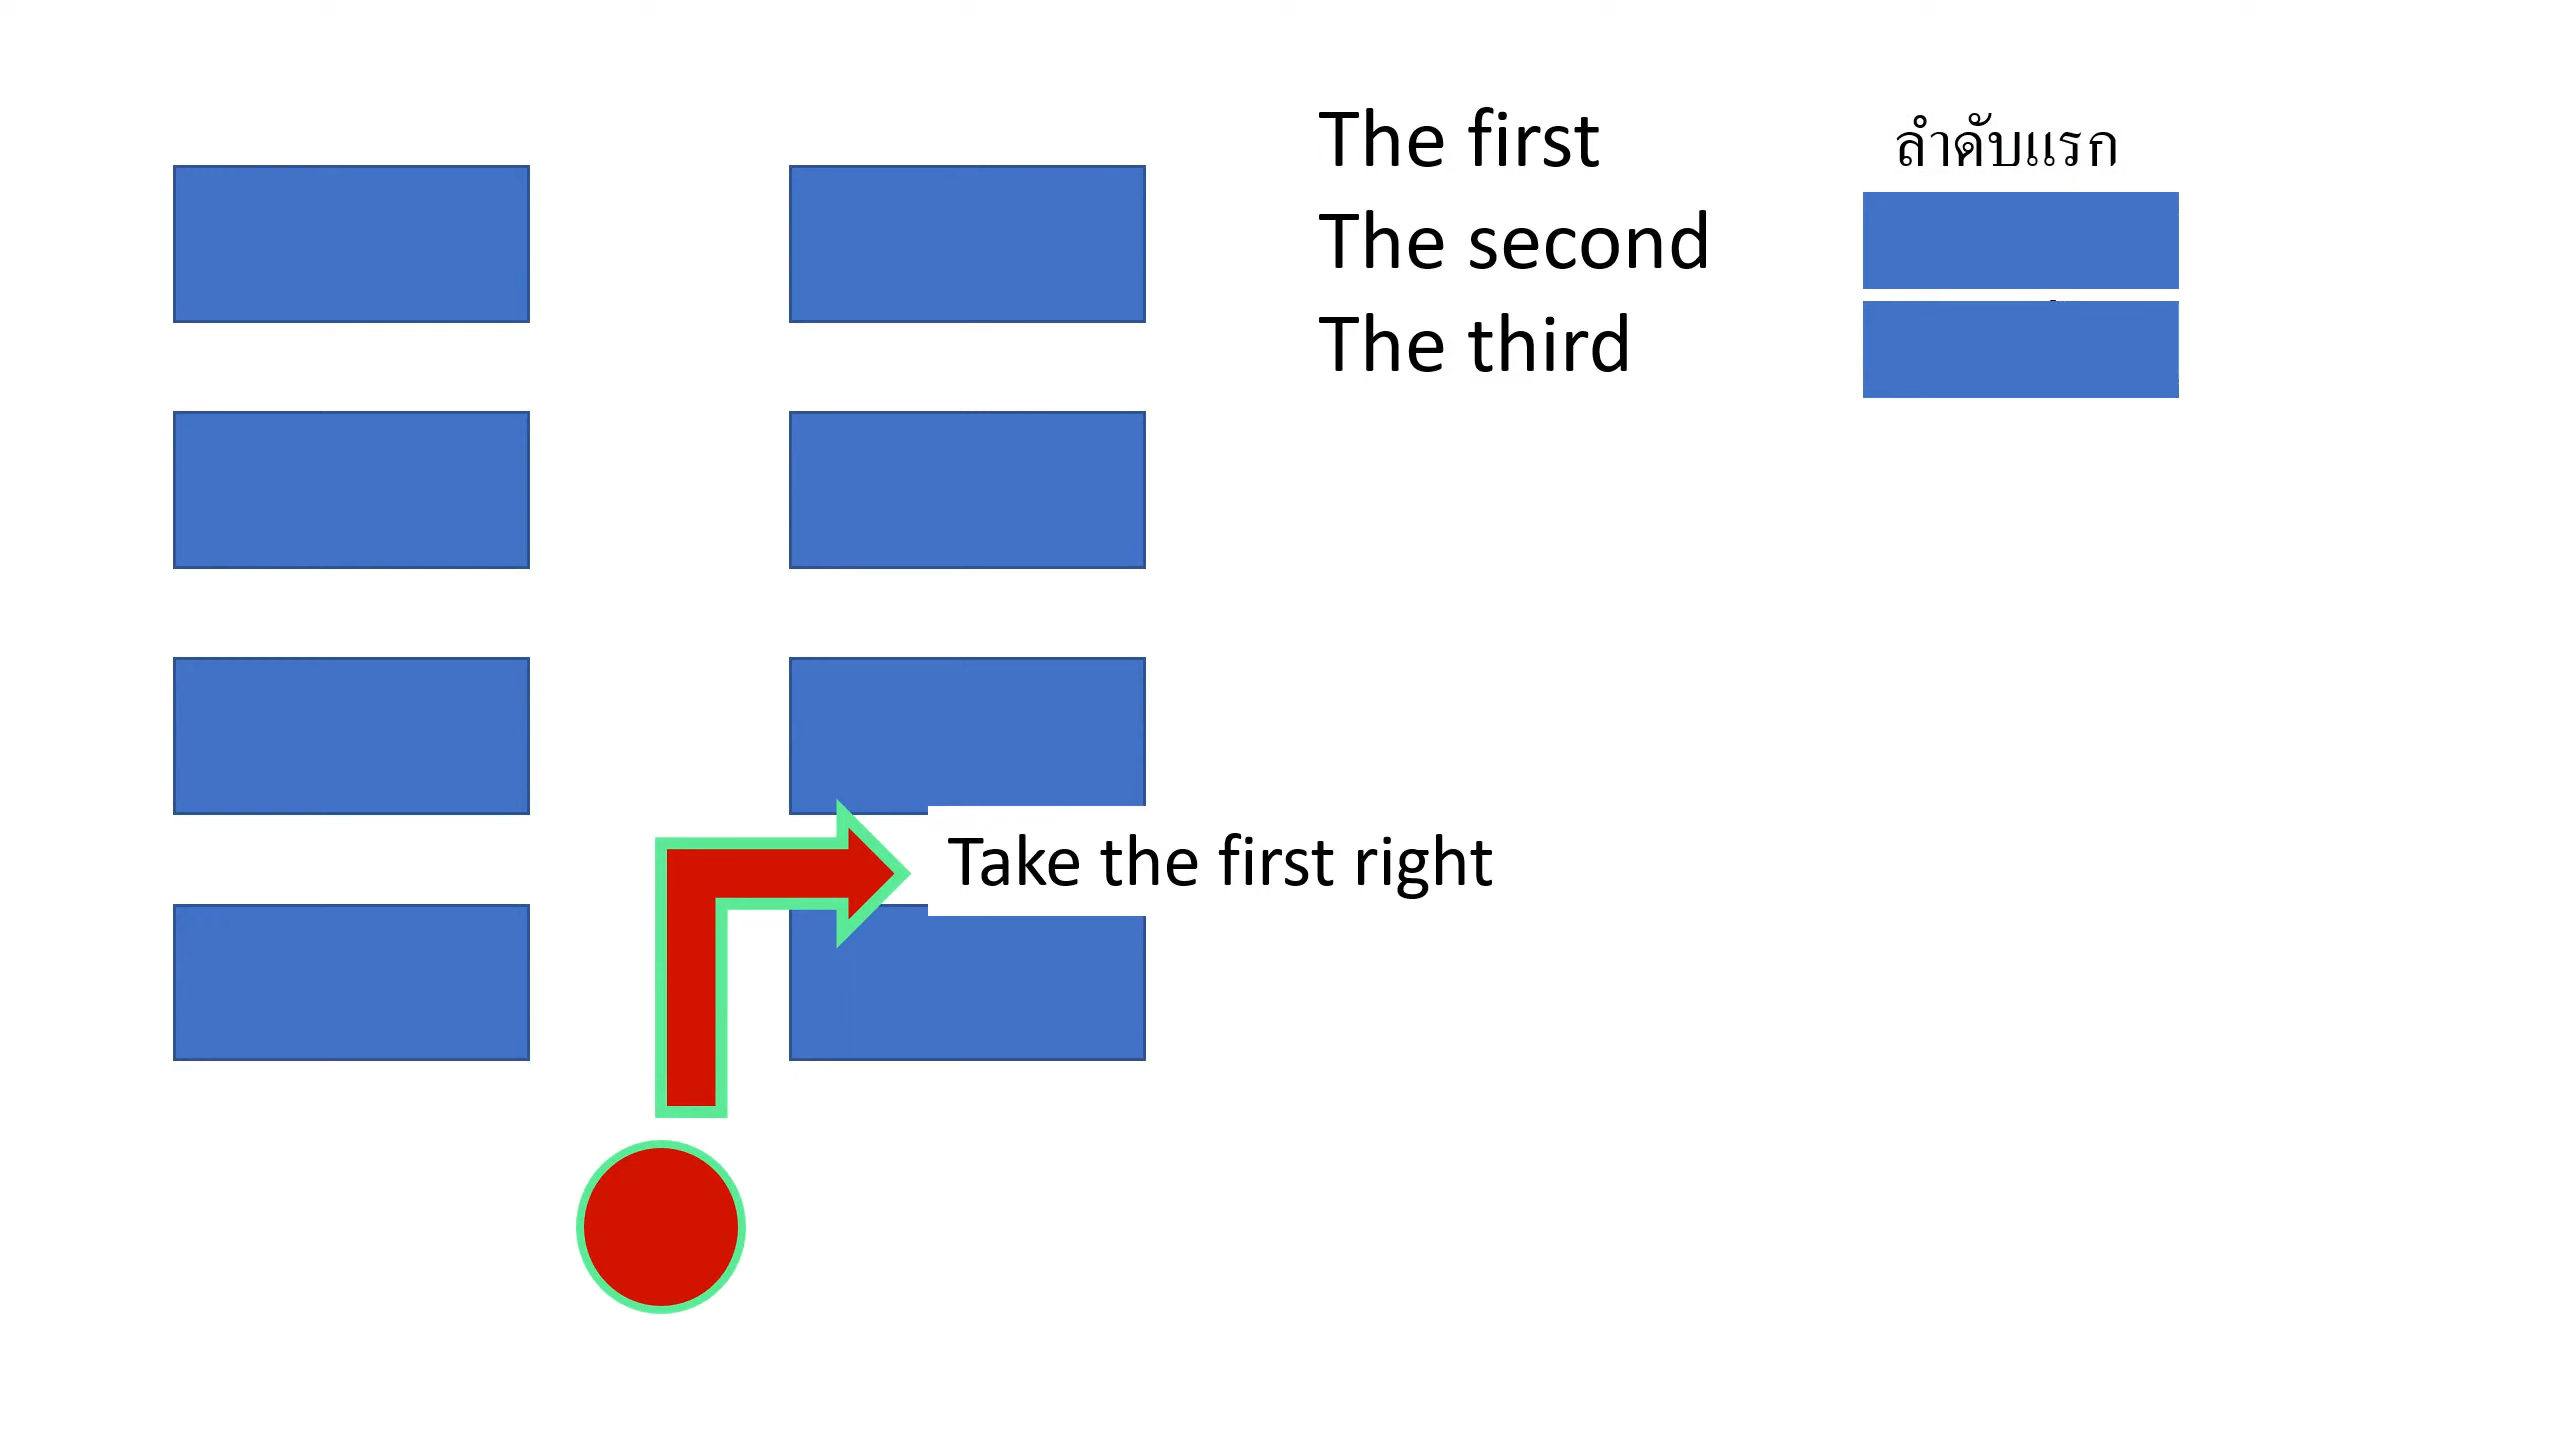 The first
ลำดับแรก
The second
The third
Take the first right